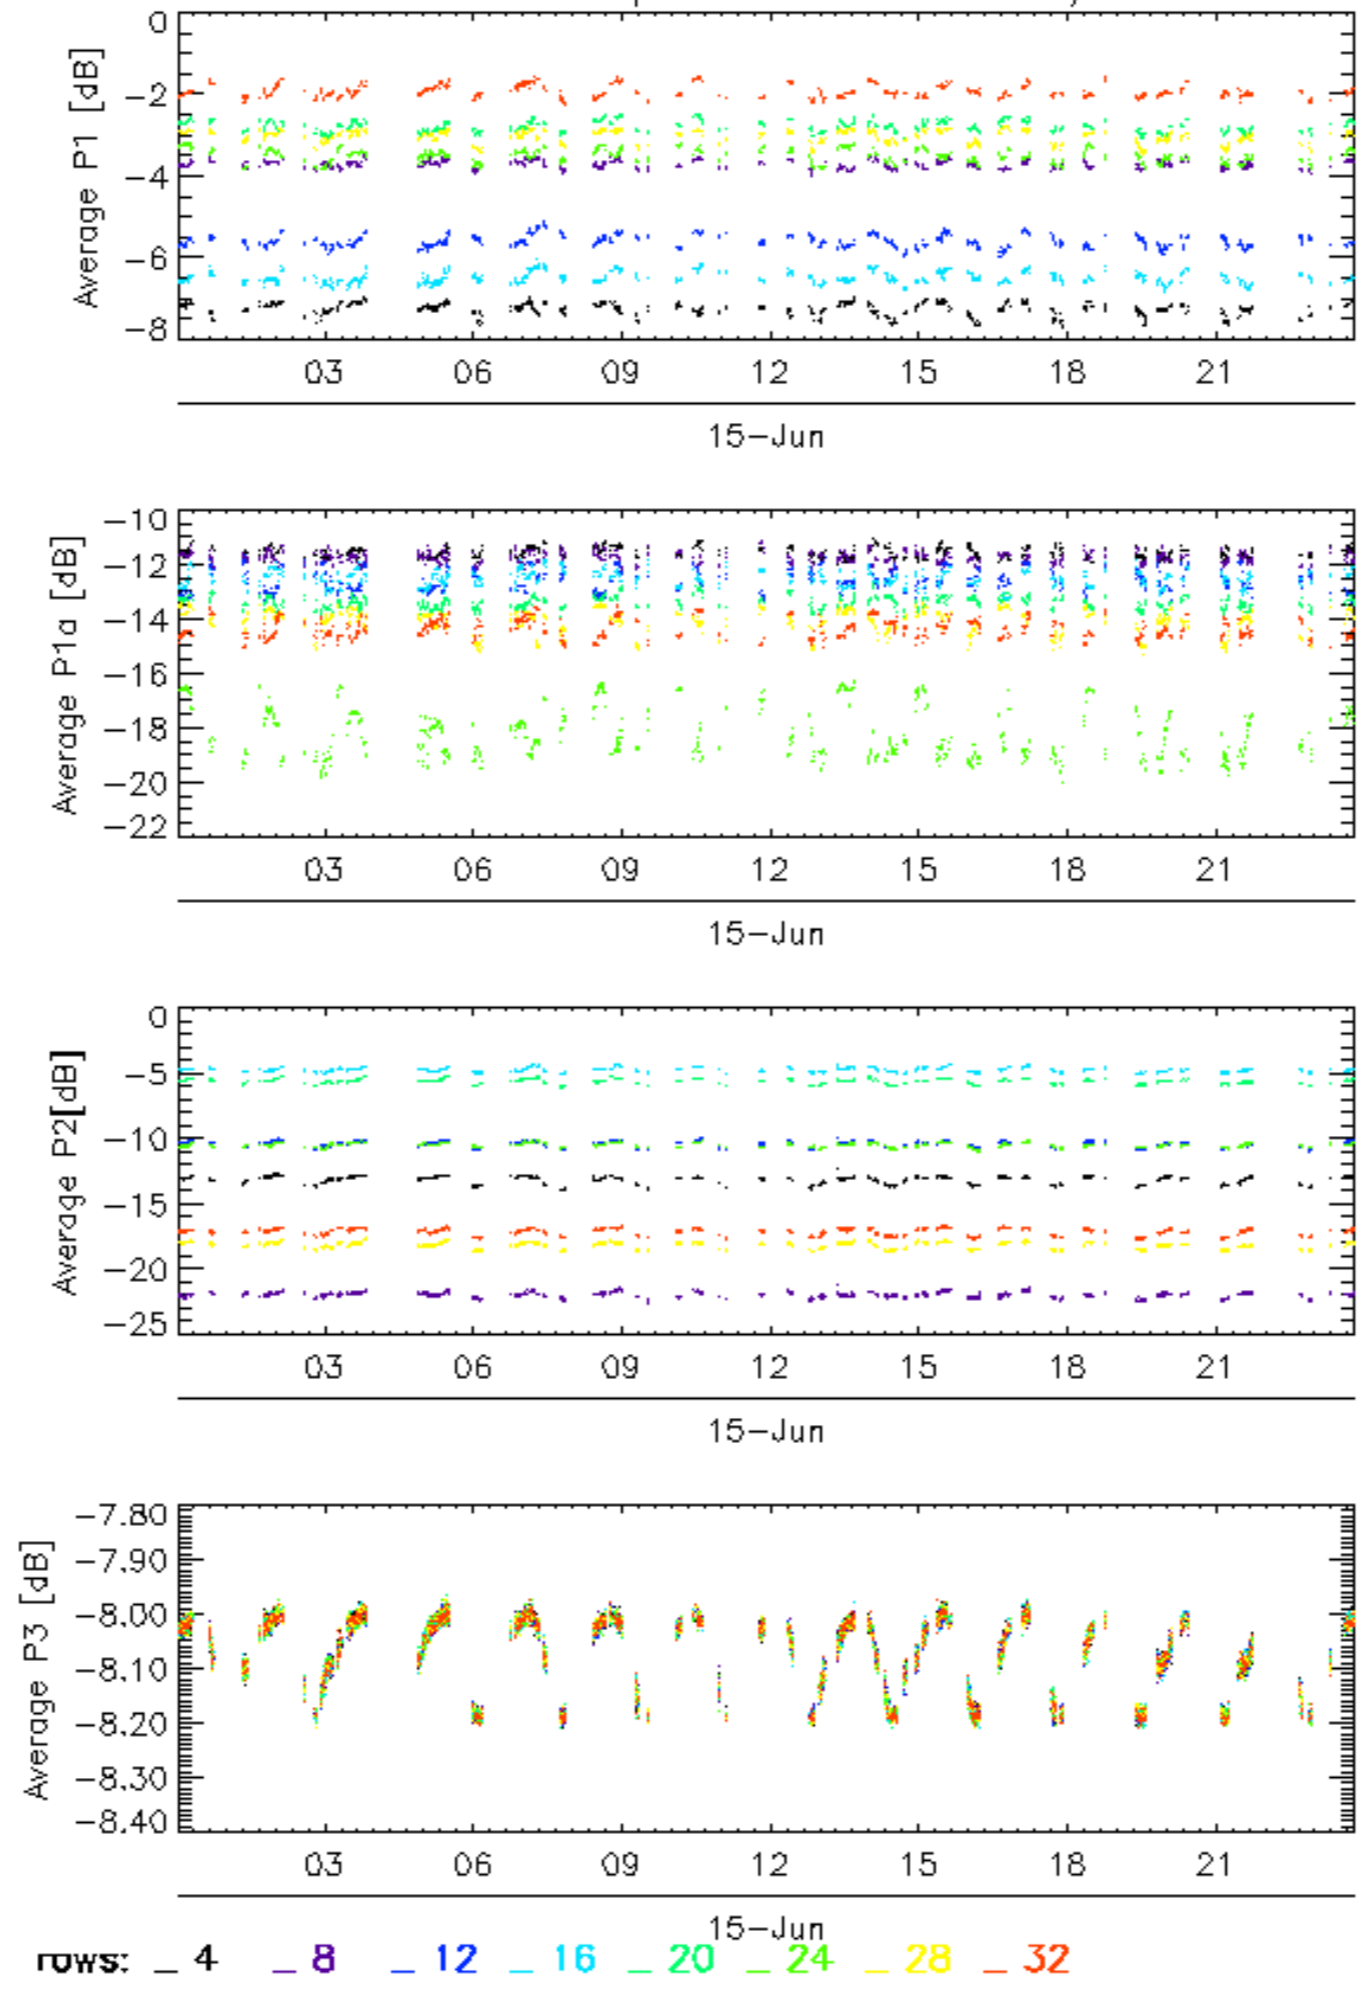 Average P1 [dB]
0
−2
−4
−6
−8
03 06 09 12 15 18 21
15−Jun
Average P1a [dB]
−10
−12
−14
−16
−18
−20
−22
03 06 09 12 15 18 21
15−Jun
Average P2[dB]
0
−5
−10
−15
−20
−25
03 06 09 12 15 18 21
15−Jun
Average P3 [dB]
−7.80
−7.90
−8.00
−8.10
−8.20
−8.30
−8.40
03 06 09 12 15 18 21
15−Jun
rows: _ 4 _ 8 _ 12 _ 16 _ 20 _ 24 _ 28 _ 32